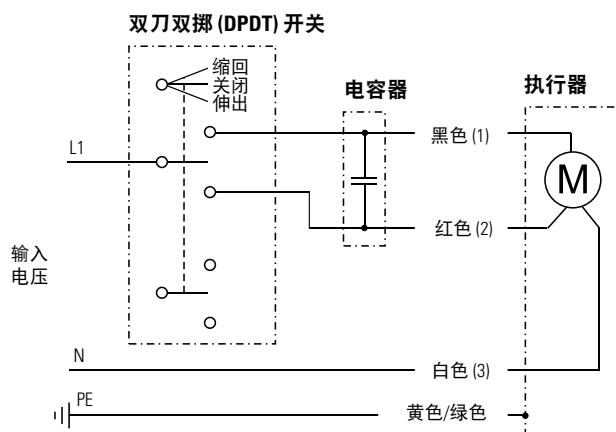 双刀双掷 (DPDT) 开关
缩回
关闭
伸出
电容器
执行器
L1
黑色 (1)
M
红色 (2)
输入
电压
N
白色 (3)
PE
黄色/绿色